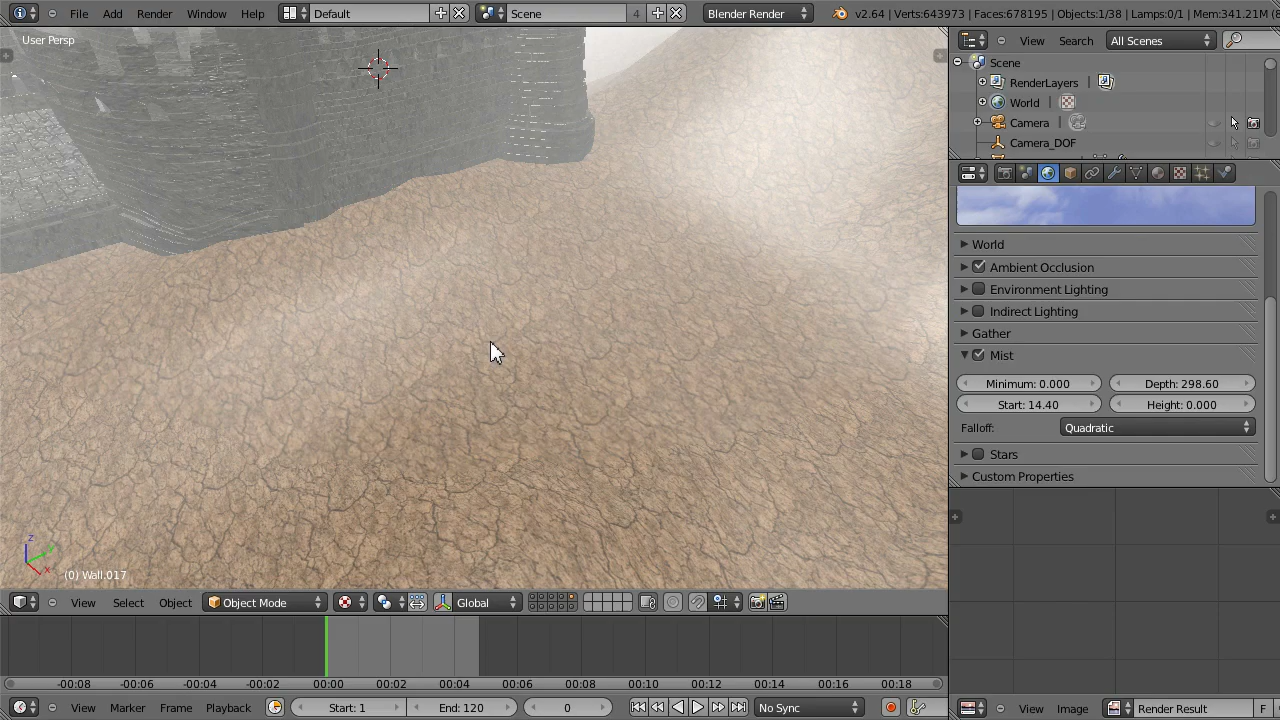 File Add Render Window Help Default Scene 4 Blender Render v2.64 | Verts:643973 | Faces:678195 | Objects:1/38 | Lamps:0/1 | Mem:341.21M
User Persp
View Search All Scenes
Scene
RenderLayers
World
Camera
Camera_DOF
World
Ambient Occlusion
Environment Lighting
Indirect Lighting
Gather
Mist
Minimum: 0.000 Depth: 298.60
Start: 14.40 Height: 0.000
Falloff: Quadratic
Stars
Custom Properties
z
y
x
(0) Wall.017
View Select Object Object Mode Global
-00:08 -00:06 -00:04 -00:02 00:00 00:02 00:04 00:06 00:08 00:10 00:12 00:14 00:16 00:18
View Marker Frame Playback Start: 1 End: 120 0 No Sync
View Image Render Result F